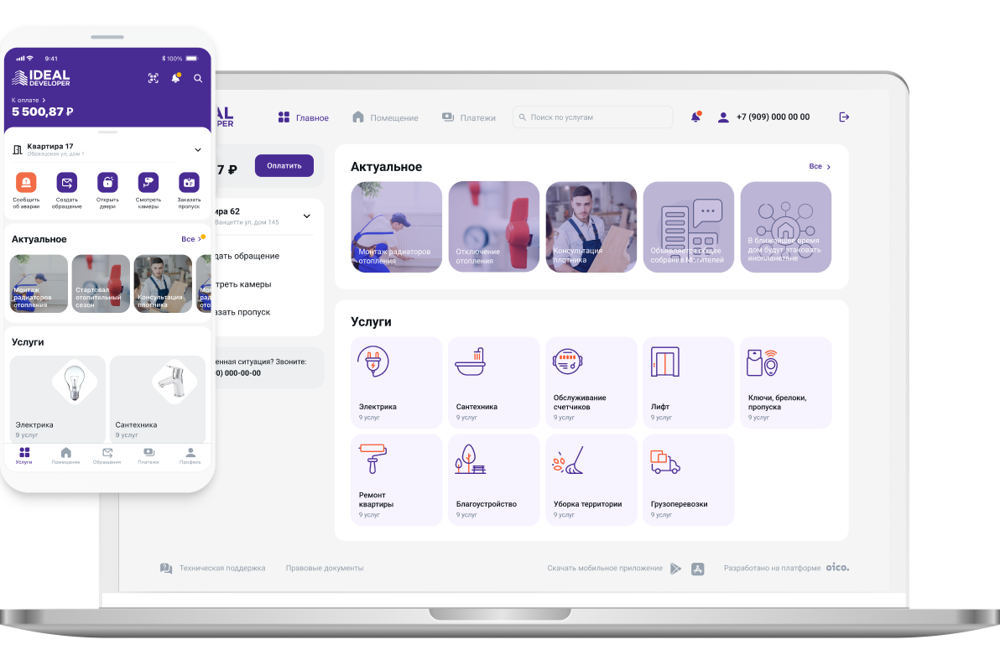 9:41
100%
IDEAL
DEVELOPER
К оплате
5 500,87 ₽
Квартира 17
Образцовая ул, дом 1
Сообщить
об аварии
Создать
обращение
Открыть
двери
Смотреть
камеры
Заказать
пропуск
Актуальное
Все
Монтаж
радиаторов
отопления
Стартовал
отопительный
сезон
Консультация
плотника
Мон
рад
ото
Услуги
Электрика
9 услуг
Сантехника
9 услуг
Услуги
Помещение
Обращения
Платежи
Профиль
AL
PER
Главное
Помещение
Платежи
Поиск по услугам
+7 (909) 000 00 00
7 ₽
Оплатить
ира 62
Ванцетти ул, дом 145
дать обращение
треть камеры
азать пропуск
енная ситуация? Звоните:
0) 000-00-00
Актуальное
Все
Монтаж радиаторов
отопления
Отключение
отопления
Консультация
плотника
Объявляется общее
собрание Мстителей
В ближайшее время
дом будут атаковать
инопланетяне
Услуги
Электрика
9 услуг
Сантехника
9 услуг
Обслуживание
счетчиков
9 услуг
Лифт
9 услуг
Ключи, брелоки,
пропуска
9 услуг
Ремонт
квартиры
9 услуг
Благоустройство
9 услуг
Уборка территории
9 услуг
Грузоперевозки
9 услуг
Техническая поддержка
Правовые документы
Скачать мобильное приложение
Разработано на платформе
oico.